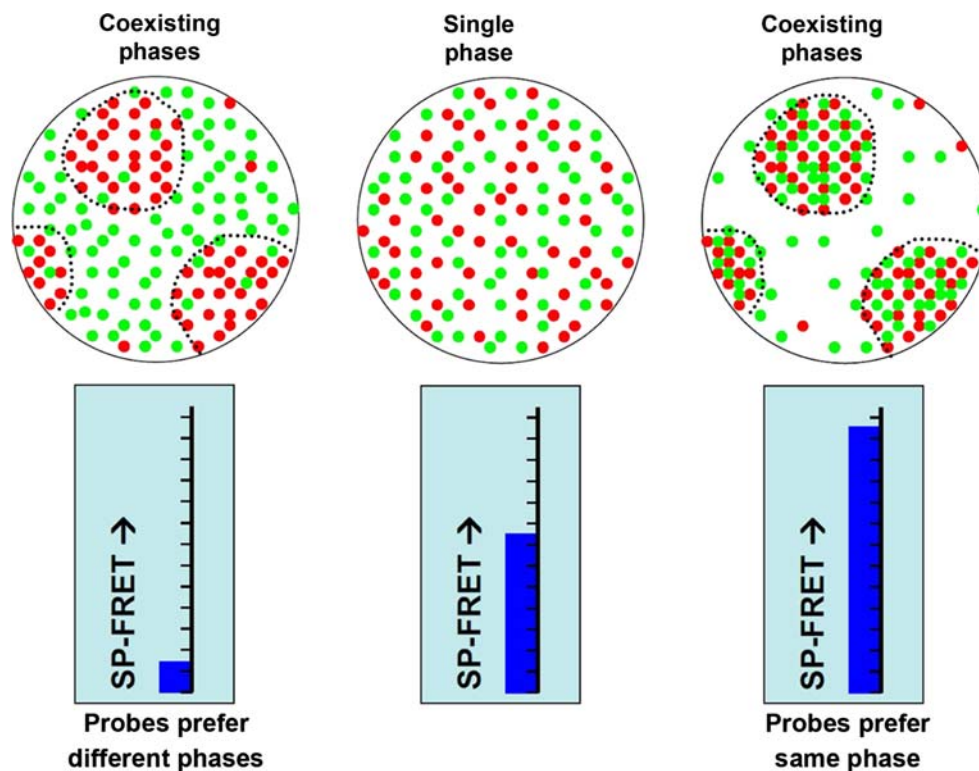 Coexisting
phases
Single
phase
Coexisting
phases
SP-FRET →
SP-FRET →
SP-FRET →
Probes prefer
different phases
Probes prefer
same phase